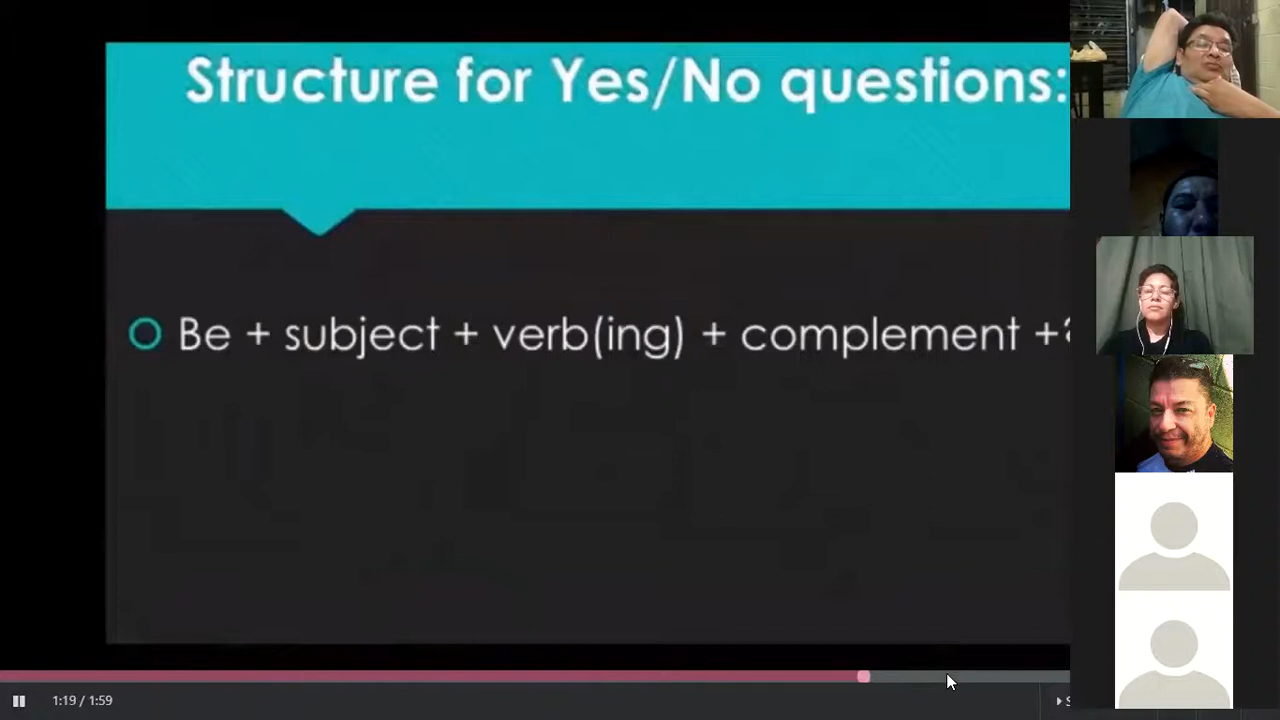 Structure for Yes/No questions:
Be + subject + verb(ing) + complement +?
1:19 / 1:59